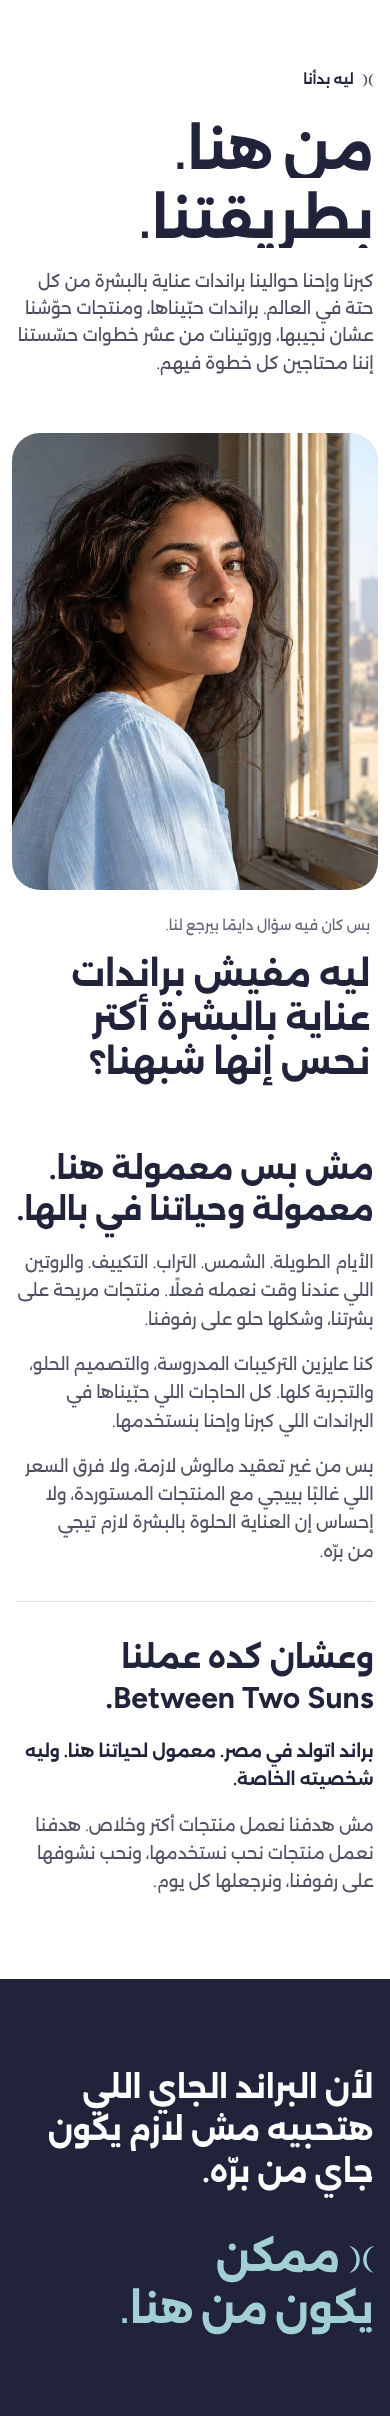 ليه بدأنا
من هنا.
بطريقتنا.
كبرنا وإحنا حوالينا براندات عناية بالبشرة من كل
حتة في العالم. براندات حبّيناها، ومنتجات حوّشنا
عشان نجيبها، وروتينات من عشر خطوات حسّستنا
إننا محتاجين كل خطوة فيهم.
بس كان فيه سؤال دايمًا بيرجع لنا.
ليه مفيش براندات
عناية بالبشرة أكتر
نحس إنها شبهنا؟
مش بس معمولة هنا.
معمولة وحياتنا في بالها.
الأيام الطويلة. الشمس. التراب. التكييف. والروتين
اللي عندنا وقت نعمله فعلًا. منتجات مريحة على
بشرتنا، وشكلها حلو على رفوفنا.
كنا عايزين التركيبات المدروسة، والتصميم الحلو،
والتجربة كلها. كل الحاجات اللي حبّيناها في
البراندات اللي كبرنا وإحنا بنستخدمها.
بس من غير تعقيد مالوش لازمة، ولا فرق السعر
اللي غالبًا بييجي مع المنتجات المستوردة، ولا
إحساس إن العناية الحلوة بالبشرة لازم تيجي
من برّه.
وعشان كده عملنا
Between Two Suns.
براند اتولد في مصر. معمول لحياتنا هنا. وليه
شخصيته الخاصة.
مش هدفنا نعمل منتجات أكتر وخلاص. هدفنا
نعمل منتجات نحب نستخدمها، ونحب نشوفها
على رفوفنا، ونرجعلها كل يوم.
لأن البراند الجاي اللي
هتحبيه مش لازم يكون
جاي من برّه.
ممكن
يكون من هنا.